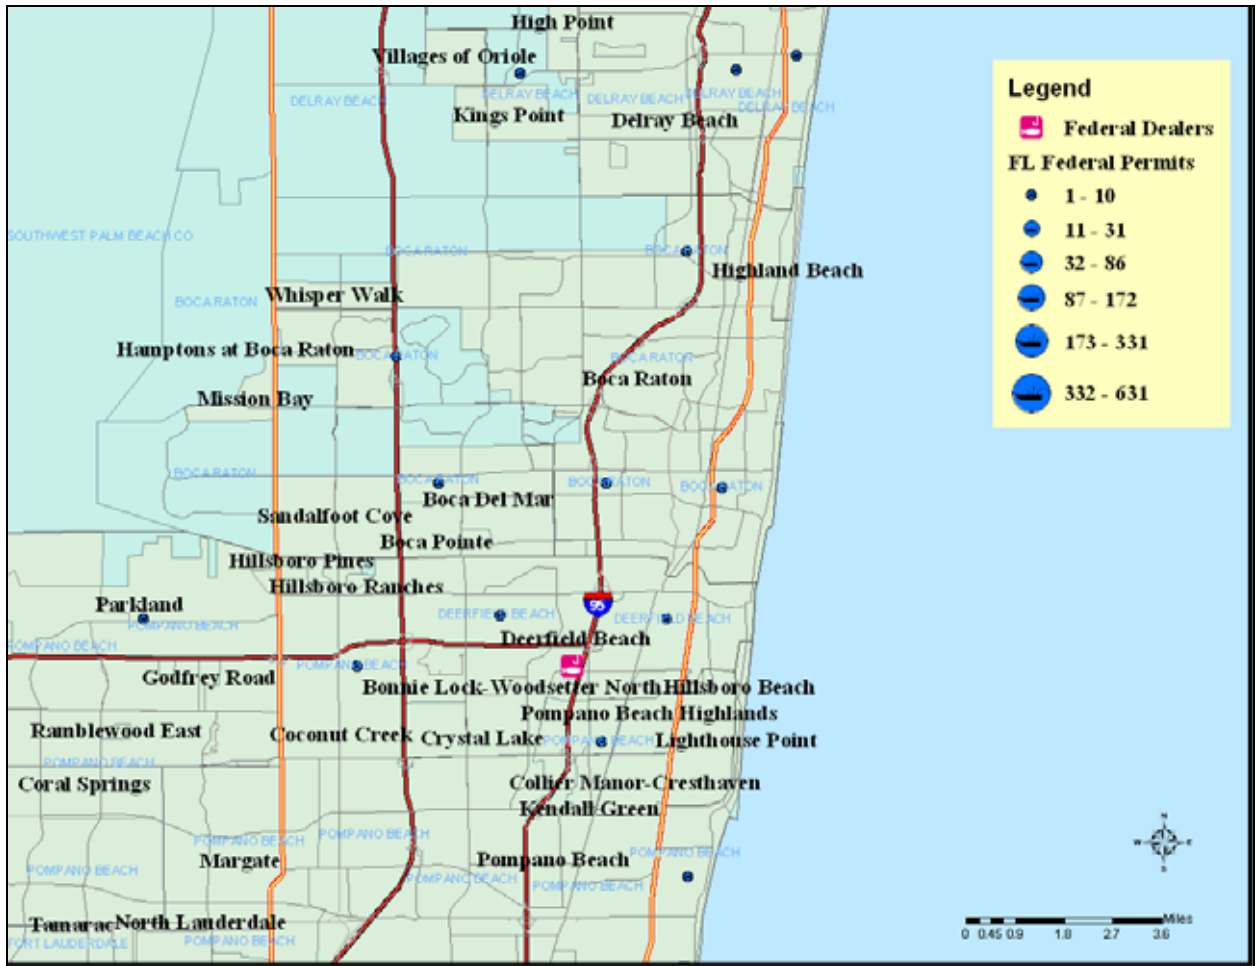 High Point
Villages of Oriole
DELRAY BEACH
DELRAY BEACH
DELRAY BEACH
DELRAY BEACH
DELRAY BEACH
Kings Point
Delray Beach
SOUTHWEST PALM BEACH CO
BOCA RATON
BOCA RATON
Highland Beach
Whisper Walk
BOCA RATON
Hamptons at Boca Raton
BOCA RATON
BOCA RATON
Boca Raton
Mission Bay
BOCA RATON
BOCA RATON
BOCA RATON
BOCA RATON
Boca Del Mar
Sandalfoot Cove
Boca Pointe
Hillsboro Pines
Hillsboro Ranches
Parkland
POMPANO BEACH
DEERFIELD BEACH
95
DEERFIELD BEACH
Deerfield Beach
POMPANO BEACH
POMPANO BEACH
Godfrey Road
Bonnie Lock-Woodsetter North
Hillsboro Beach
Pompano Beach Highlands
Ramblewood East
Coconut Creek
Crystal Lake
POMPANO BEACH
Lighthouse Point
POMPANO BEACH
Coral Springs
Collier Manor-Cresthaven
Kendall Green
POMPANO BEACH
POMPANO BEACH
Margate
Pompano Beach
POMPANO BEACH
POMPANO BEACH
POMPANO BEACH
POMPANO BEACH
Tamarac
North Lauderdale
FORT LAUDERDALE
POMPANO BEACH
Legend
Federal Dealers
FL Federal Permits
1 - 10
11 - 31
32 - 86
87 - 172
173 - 331
332 - 631
N
W E
S
Miles
0 0.45 0.9 1.8 2.7 3.6